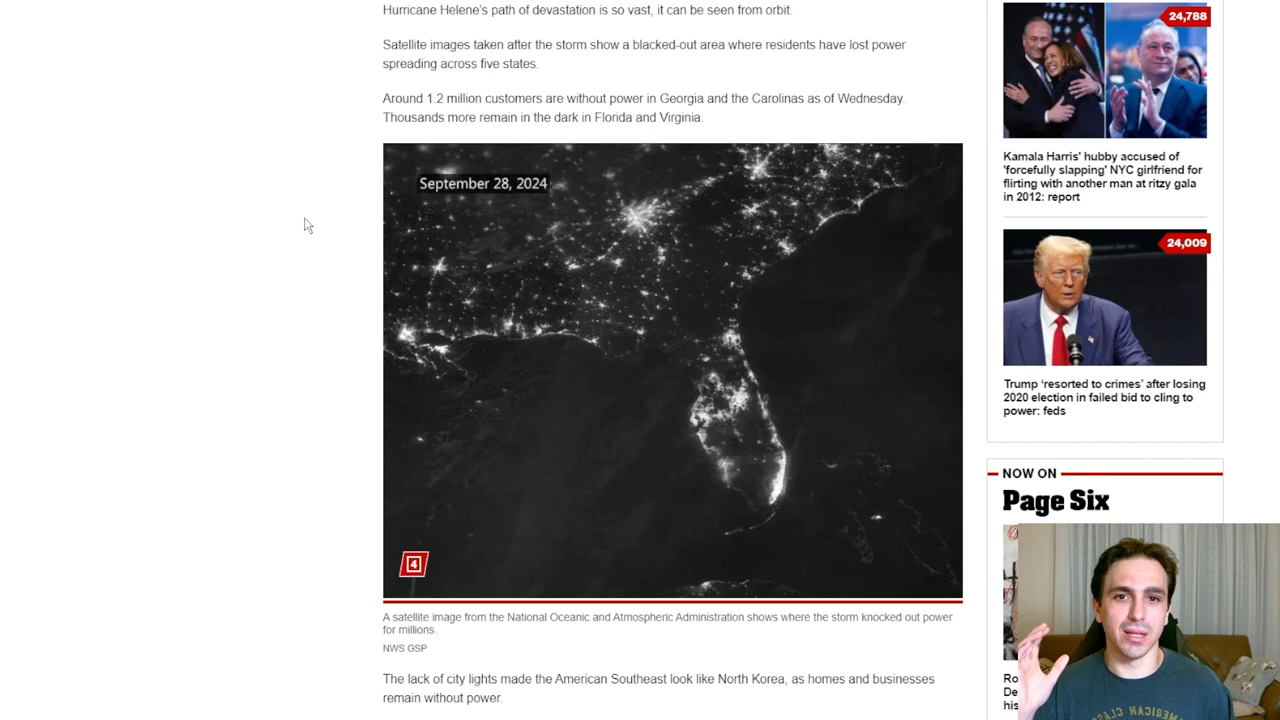 Hurricane Helene's path of devastation is so vast, it can be seen from orbit.
Satellite images taken after the storm show a blacked-out area where residents have lost power
spreading across five states.
Around 1.2 million customers are without power in Georgia and the Carolinas as of Wednesday.
Thousands more remain in the dark in Florida and Virginia.
September 28, 2024
4
A satellite image from the National Oceanic and Atmospheric Administration shows where the storm knocked out power
for millions.
NWS GSP
The lack of city lights made the American Southeast look like North Korea, as homes and businesses
remain without power.
24,788
Kamala Harris' hubby accused of
'forcefully slapping' NYC girlfriend for
flirting with another man at ritzy gala
in 2012: report
24,009
Trump ‘resorted to crimes’ after losing
2020 election in failed bid to cling to
power: feds
NOW ON
Page Six
Ro
De
his
AMERICAN CLA